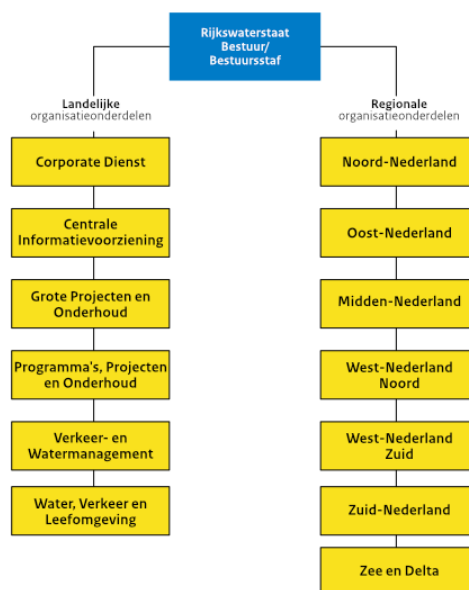 Rijkswaterstaat
Bestuur/
Bestuursstaf
Landelijke
organisatieonderdelen
Corporate Dienst
Centrale
Informatievoorziening
Grote Projecten en
Onderhoud
Programma's, Projecten
en Onderhoud
Verkeer- en
Watermanagement
Water, Verkeer en
Leefomgeving
Regionale
organisatieonderdelen
Noord-Nederland
Oost-Nederland
Midden-Nederland
West-Nederland
Noord
West-Nederland
Zuid
Zuid-Nederland
Zee en Delta